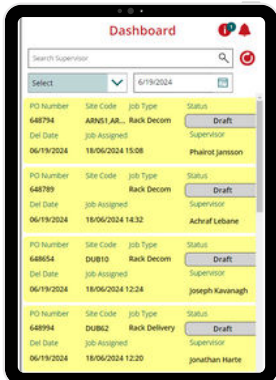 Dashboard
1
Search Supervisor
Select 6/19/2024
PO Number Site Code Job Type Status
648794 ARN51,AR... Rack Decom Draft
Del Date Job Assigned Supervisor
06/19/2024 18/06/2024 15:08 Phairot Jansson
PO Number Site Code Job Type Status
648789 Rack Decom Draft
Del Date Job Assigned Supervisor
06/19/2024 18/06/2024 14:32 Achraf Lebane
PO Number Site Code Job Type Status
648654 DUB10 Rack Decom Draft
Del Date Job Assigned Supervisor
06/19/2024 18/06/2024 12:24 Joseph Kavanagh
PO Number Site Code Job Type Status
648994 DUB62 Rack Delivery Draft
Del Date Job Assigned Supervisor
06/19/2024 18/06/2024 12:20 Jonathan Harte